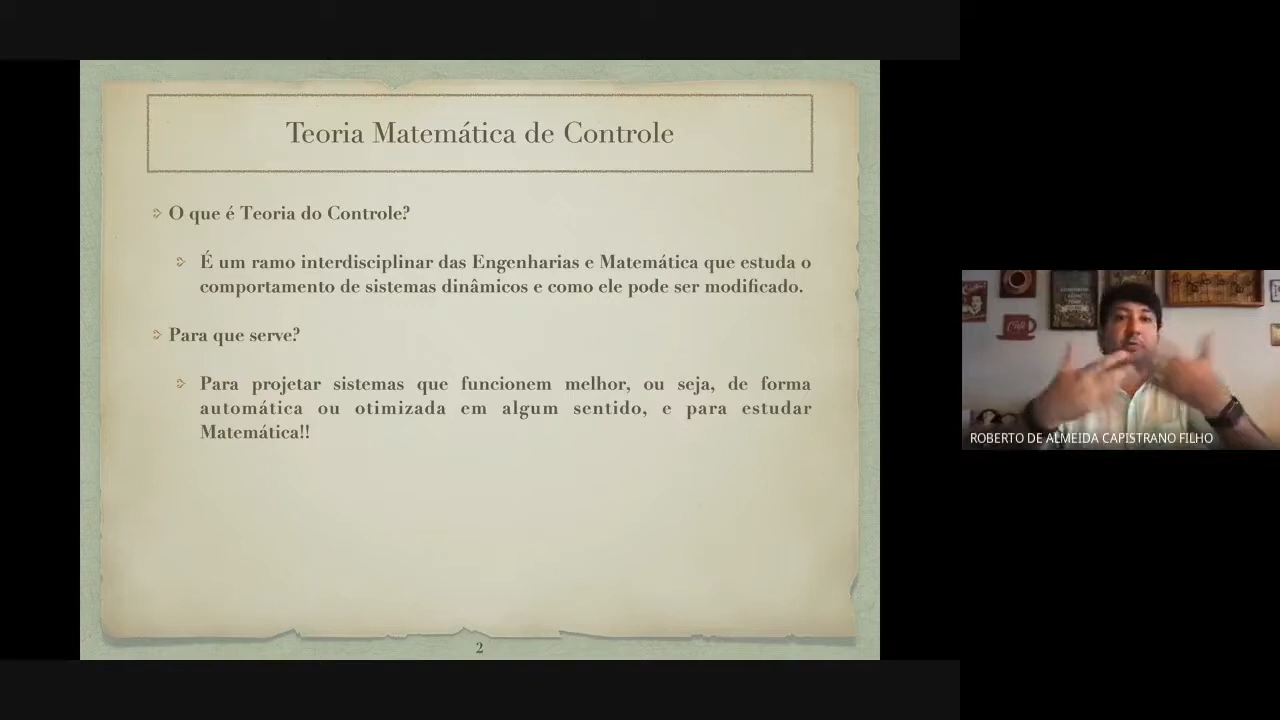 Teoria Matemática de Controle
O que é Teoria do Controle?
É um ramo interdisciplinar das Engenharias e Matemática que estuda o
comportamento de sistemas dinâmicos e como ele pode ser modificado.
Para que serve?
Para projetar sistemas que funcionem melhor, ou seja, de forma
automática ou otimizada em algum sentido, e para estudar
Matemática!!
2
ROBERTO DE ALMEIDA CAPISTRANO FILHO